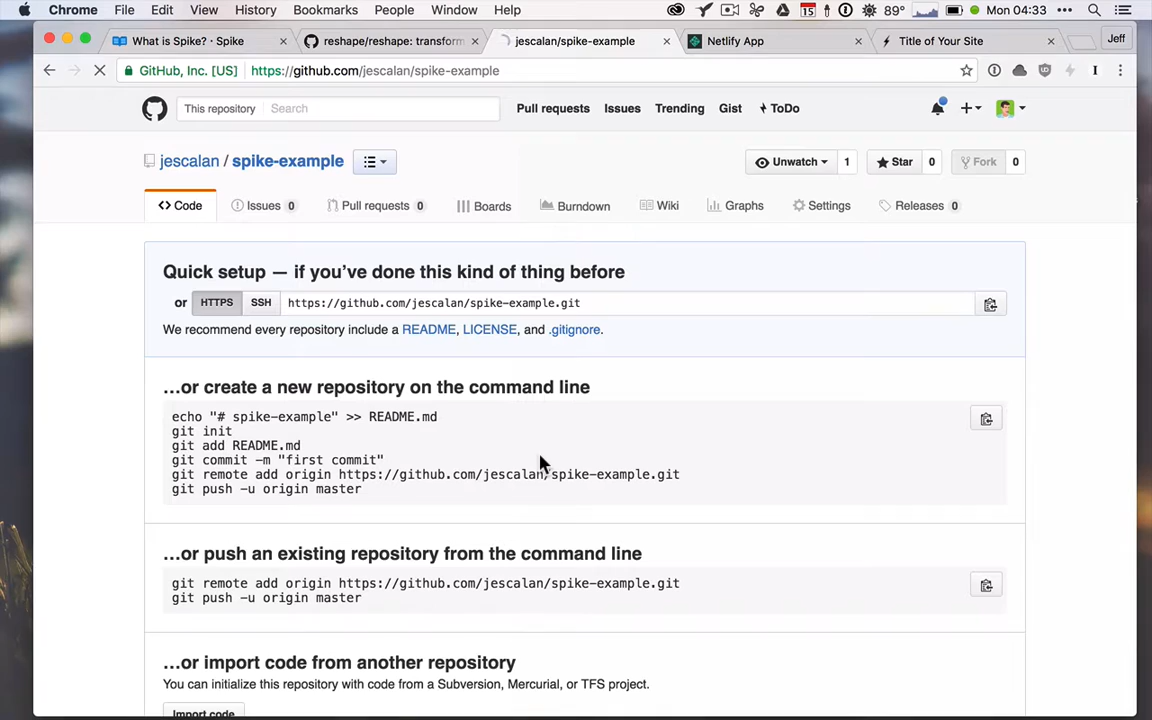 Chrome File Edit View History Bookmarks People Window Help 15 89° Mon 04:33
What is Spike? · Spike
reshape/reshape: transform
jescalan/spike-example
Netlify App
Title of Your Site
Jeff
GitHub, Inc. [US] https://github.com/jescalan/spike-example
This repository Search Pull requests Issues Trending Gist ToDo
jescalan / spike-example
Unwatch 1 Star 0 Fork 0
Code Issues 0 Pull requests 0 Boards Burndown Wiki Graphs Settings Releases 0
Quick setup — if you’ve done this kind of thing before
or HTTPS SSH https://github.com/jescalan/spike-example.git
We recommend every repository include a README, LICENSE, and .gitignore.
…or create a new repository on the command line
echo "# spike-example" >> README.md
git init
git add README.md
git commit -m "first commit"
git remote add origin https://github.com/jescalan/spike-example.git
git push -u origin master
…or push an existing repository from the command line
git remote add origin https://github.com/jescalan/spike-example.git
git push -u origin master
…or import code from another repository
You can initialize this repository with code from a Subversion, Mercurial, or TFS project.
Import code